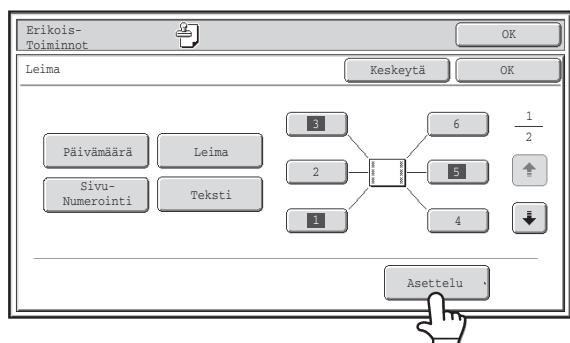 Erikois-
Toiminnot
OK
Leima
Keskeytä
OK
3
6
1
2
Päivämäärä
Leima
2
5
Sivu-
Numerointi
Teksti
1
4
Asettelu